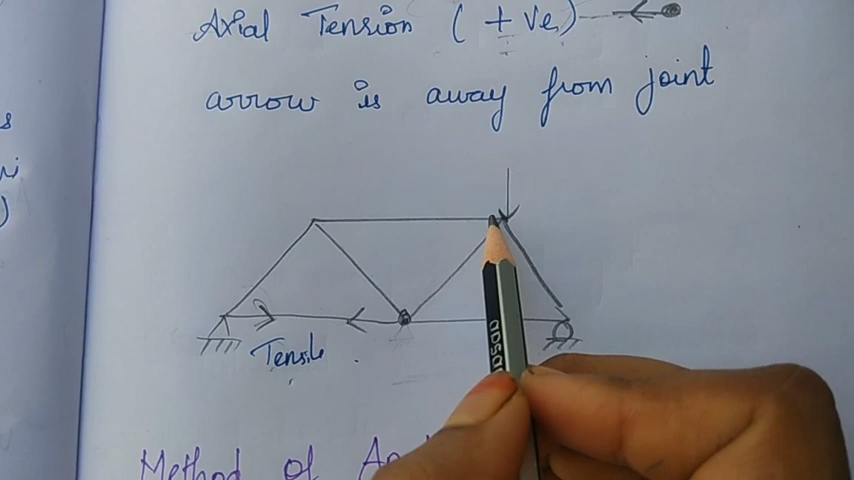 Axial Tension (+ve)
arrow is away from joint
s
)
Tensile
Method of